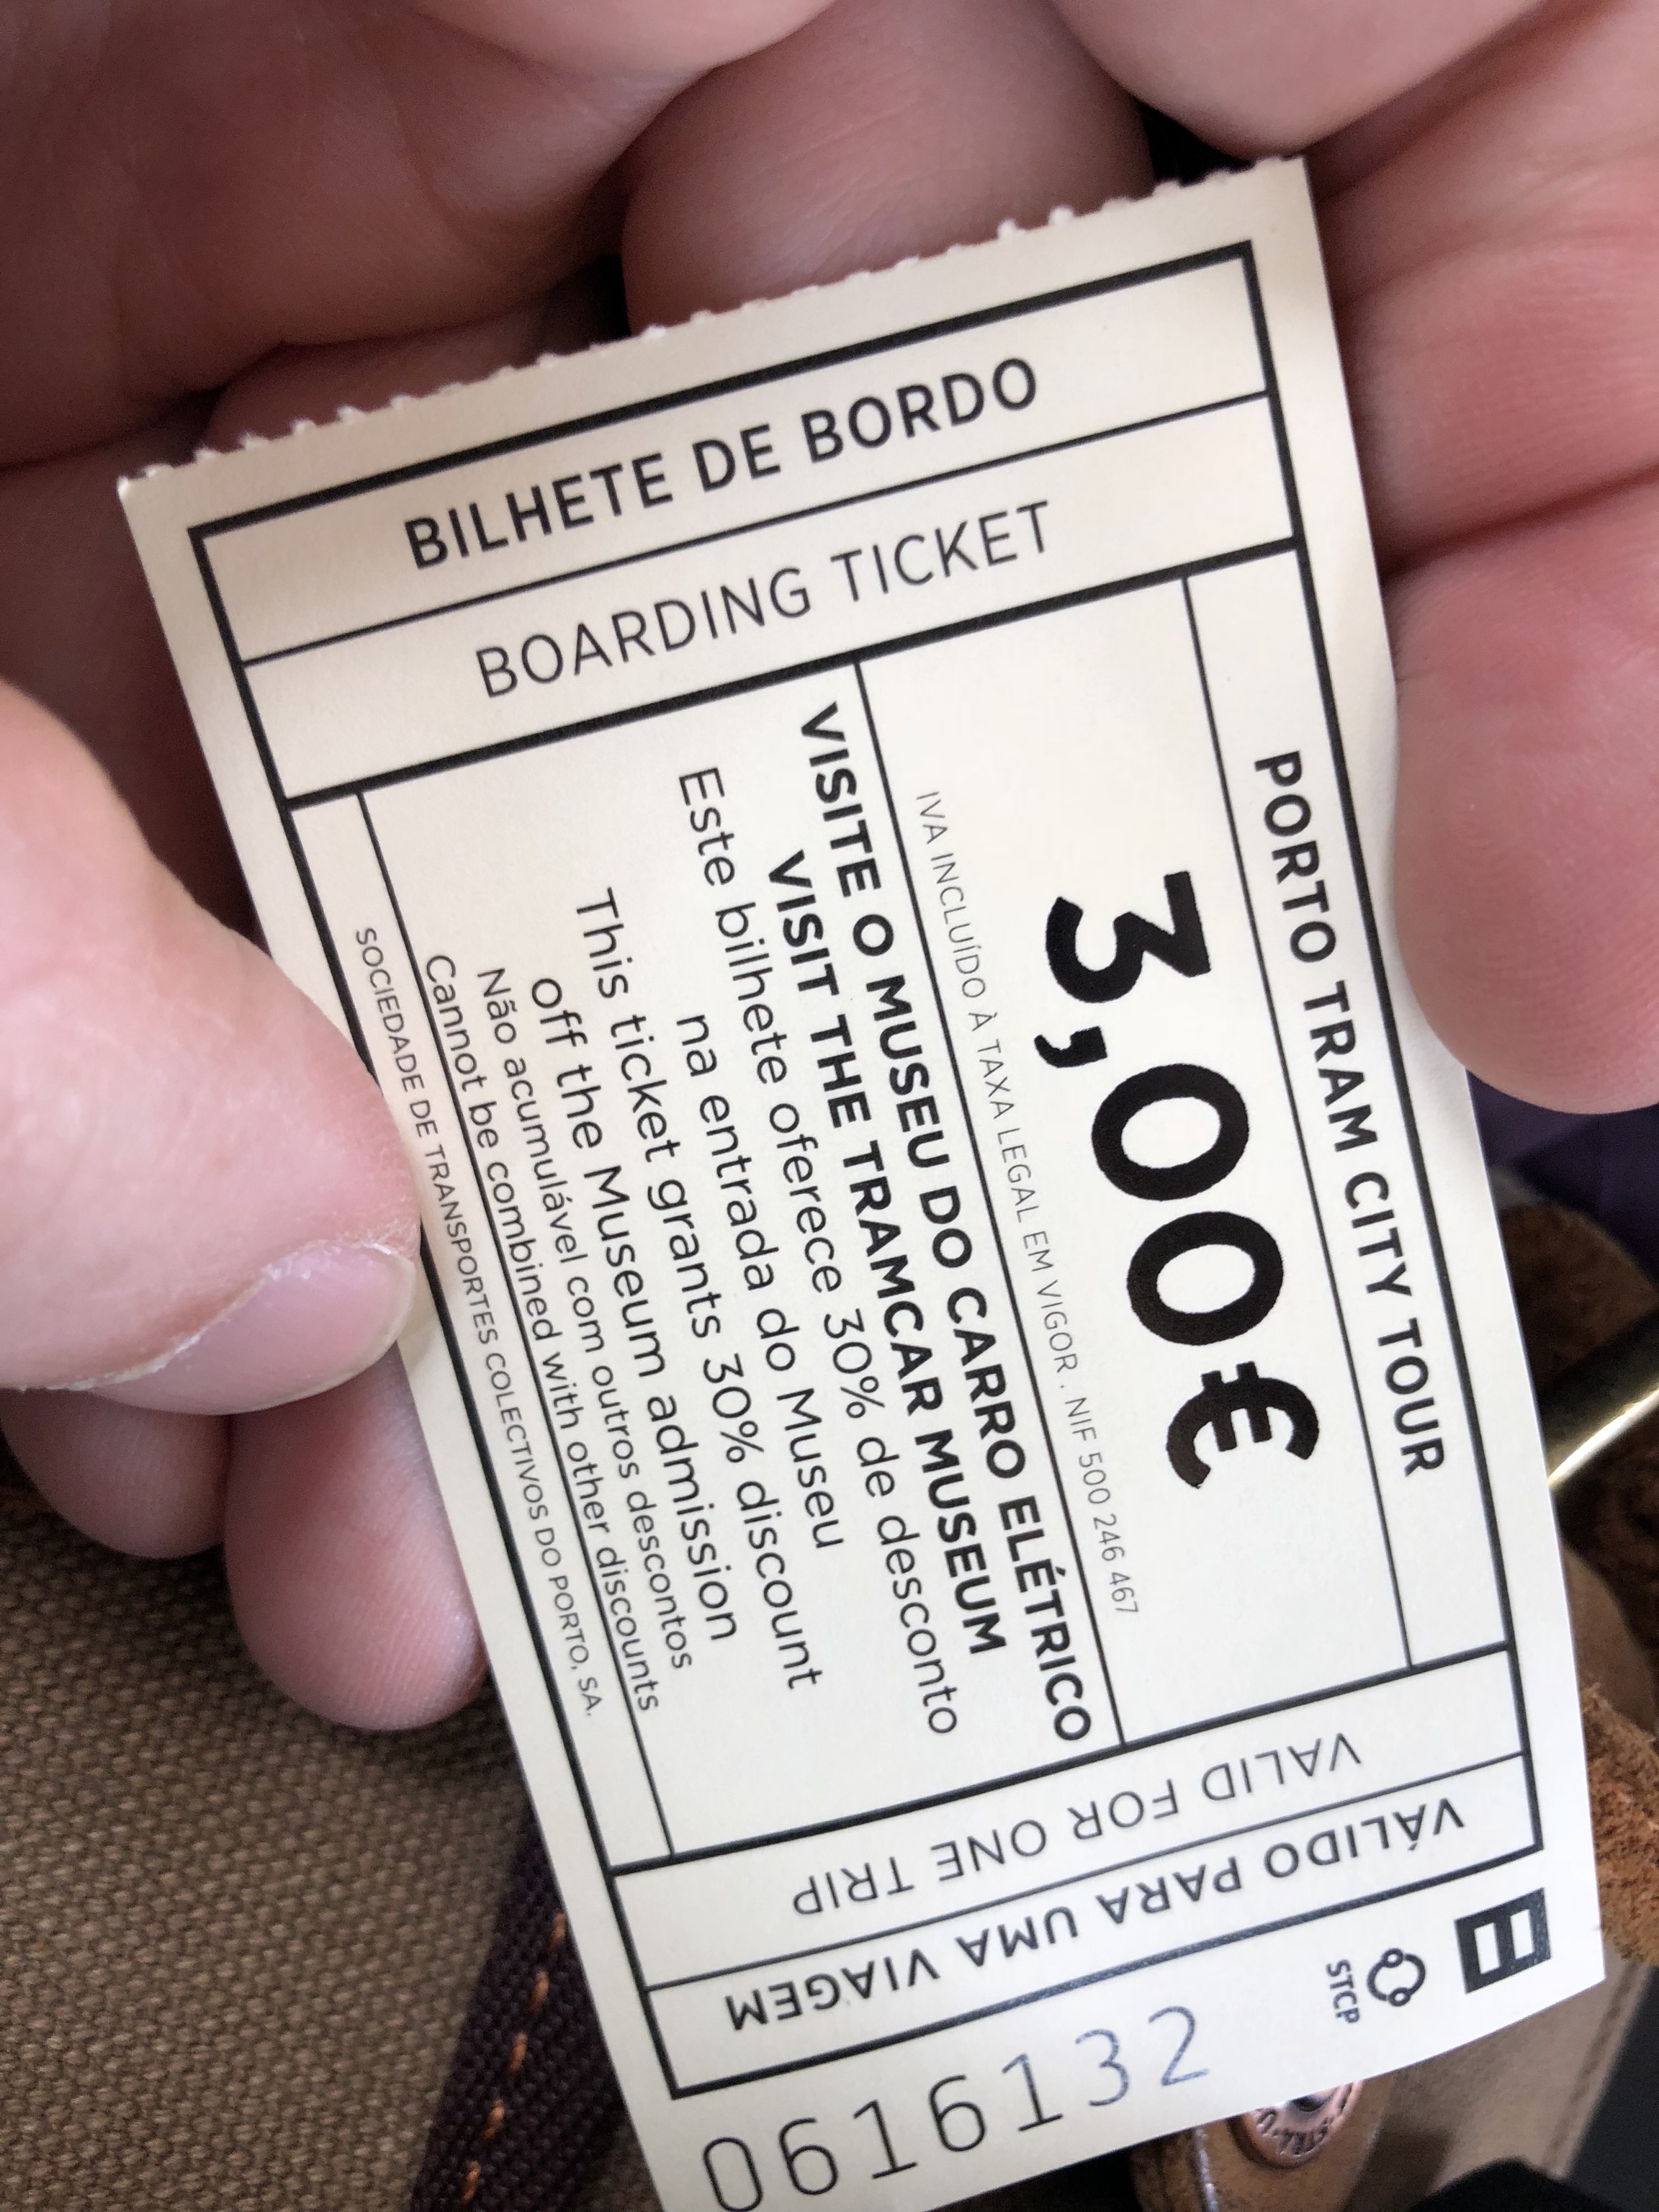 BILHETE DE BORDO
BOARDING TICKET
PORTO TRAM CITY TOUR
3,00€
IVA INCLUÍDO À TAXA LEGAL EM VIGOR . NIF 500 246 467
VISITE O MUSEU DO CARRO ELÉTRICO
VISIT THE TRAMCAR MUSEUM
Este bilhete oferece 30% de desconto
na entrada do Museu
This ticket grants 30% discount
off the Museum admission
Não acumulável com outros descontos
Cannot be combined with other discounts
SOCIEDADE DE TRANSPORTES COLECTIVOS DO PORTO, SA.
VALID FOR ONE TRIP
VÁLIDO PARA UMA VIAGEM
STCP
0616132